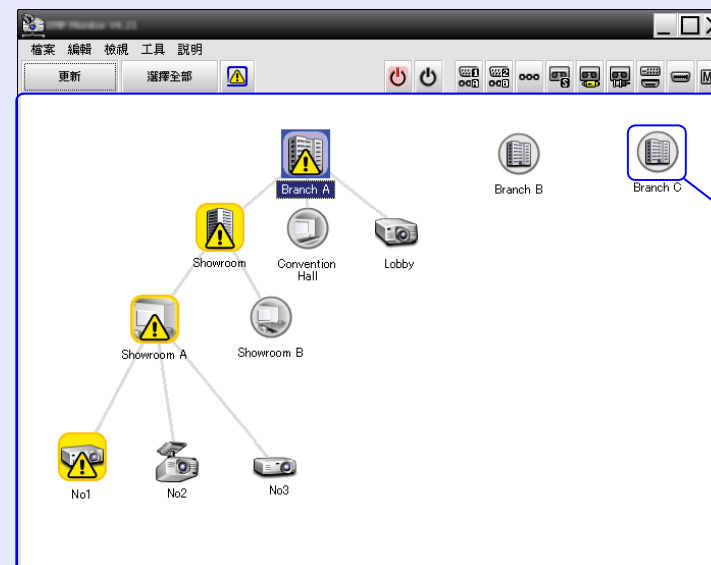 檔案 編輯 檢視 工具 說明
更新 選擇全部
Branch A
Branch B
Branch C
Showroom
Convention
Hall
Lobby
Showroom A
Showroom B
No1
No2
No3